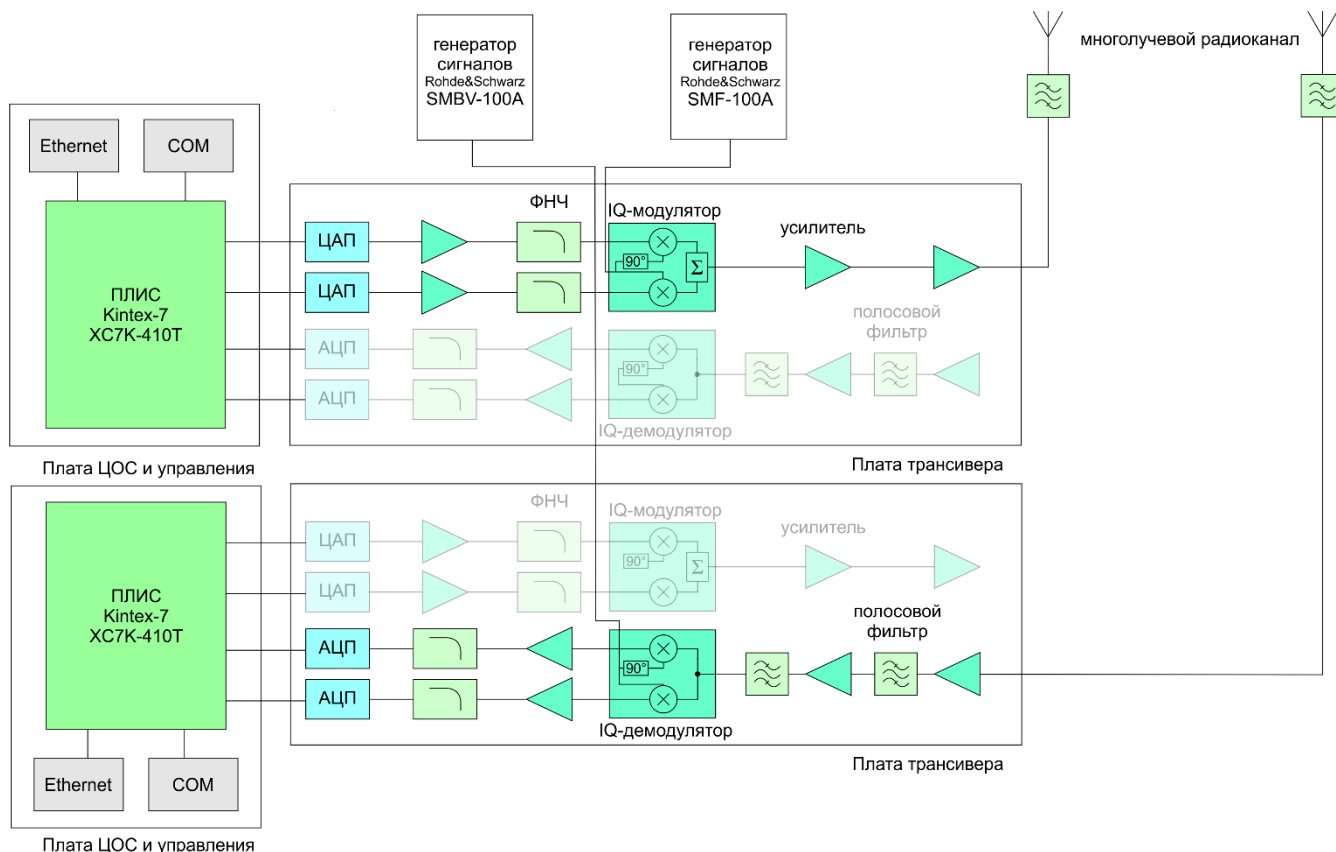 генератор
сигналов
Rohde&Schwarz
SMBV-100A
генератор
сигналов
Rohde&Schwarz
SMF-100A
многолучевой радиоканал
Ethernet
COM
ПЛИС
Kintex-7
XC7K-410T
Плата ЦОС и управления
ФНЧ
IQ-модулятор
усилитель
ЦАП
90°
Σ
ЦАП
полосовой
фильтр
АЦП
90°
АЦП
IQ-демодулятор
Плата трансивера
ПЛИС
Kintex-7
XC7K-410T
Ethernet
COM
Плата ЦОС и управления
ФНЧ
IQ-модулятор
усилитель
ЦАП
90°
Σ
ЦАП
полосовой
фильтр
АЦП
90°
АЦП
IQ-демодулятор
Плата трансивера